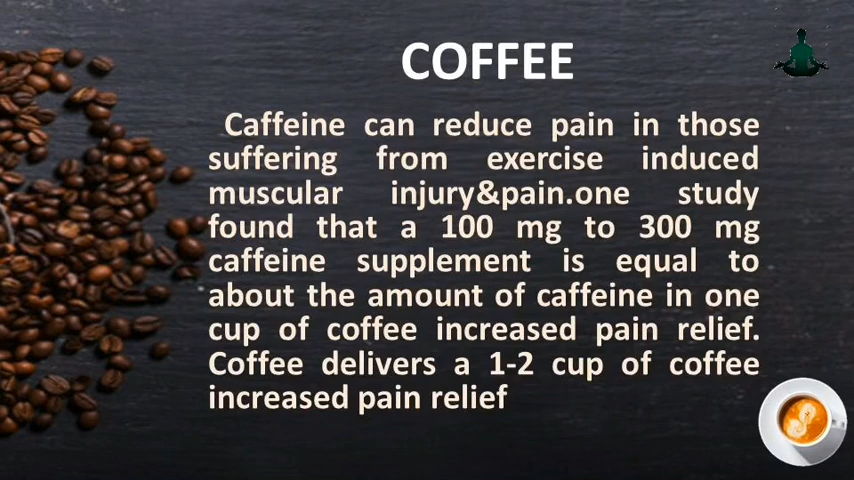 COFFEE
Caffeine can reduce pain in those
suffering from exercise induced
muscular injury&pain.one study
found that a 100 mg to 300 mg
caffeine supplement is equal to
about the amount of caffeine in one
cup of coffee increased pain relief.
Coffee delivers a 1-2 cup of coffee
increased pain relief